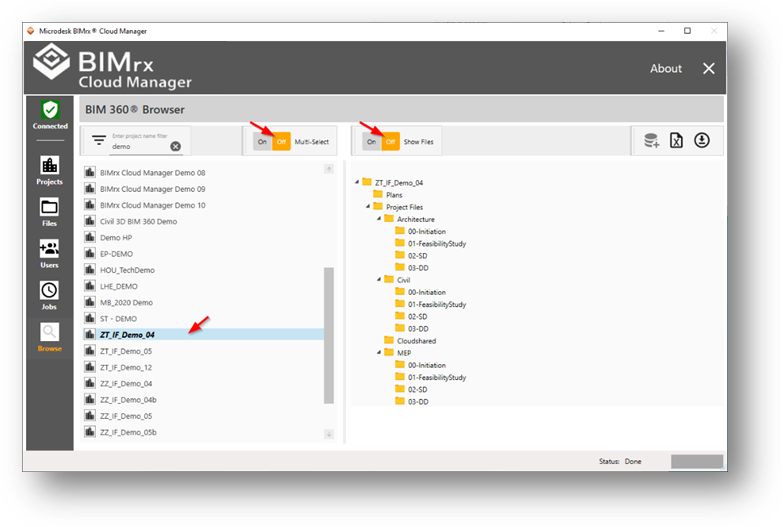 Microdesk BIMrx® Cloud Manager
BIMrx
Cloud Manager
About
Connected
Projects
Files
Users
Jobs
Browse
BIM 360® Browser
Enter project name filter
demo
On Off Multi-Select
On Off Show Files
BIMrx Cloud Manager Demo 08
BIMrx Cloud Manager Demo 09
BIMrx Cloud Manager Demo 10
Civil 3D BIM 360 Demo
Demo HP
EP-DEMO
HOU_TechDemo
LHE_DEMO
MB_2020 Demo
ST - DEMO
ZT_IF_Demo_04
ZT_IF_Demo_05
ZT_IF_Demo_12
ZZ_IF_Demo_04
ZZ_IF_Demo_04b
ZZ_IF_Demo_05
ZZ_IF_Demo_05b
ZT_IF_Demo_04
Plans
Project Files
Architecture
00-Initiation
01-FeasibilityStudy
02-SD
03-DD
Civil
00-Initiation
01-FeasibilityStudy
02-SD
03-DD
Cloudshared
MEP
00-Initiation
01-FeasibilityStudy
02-SD
03-DD
Status: Done